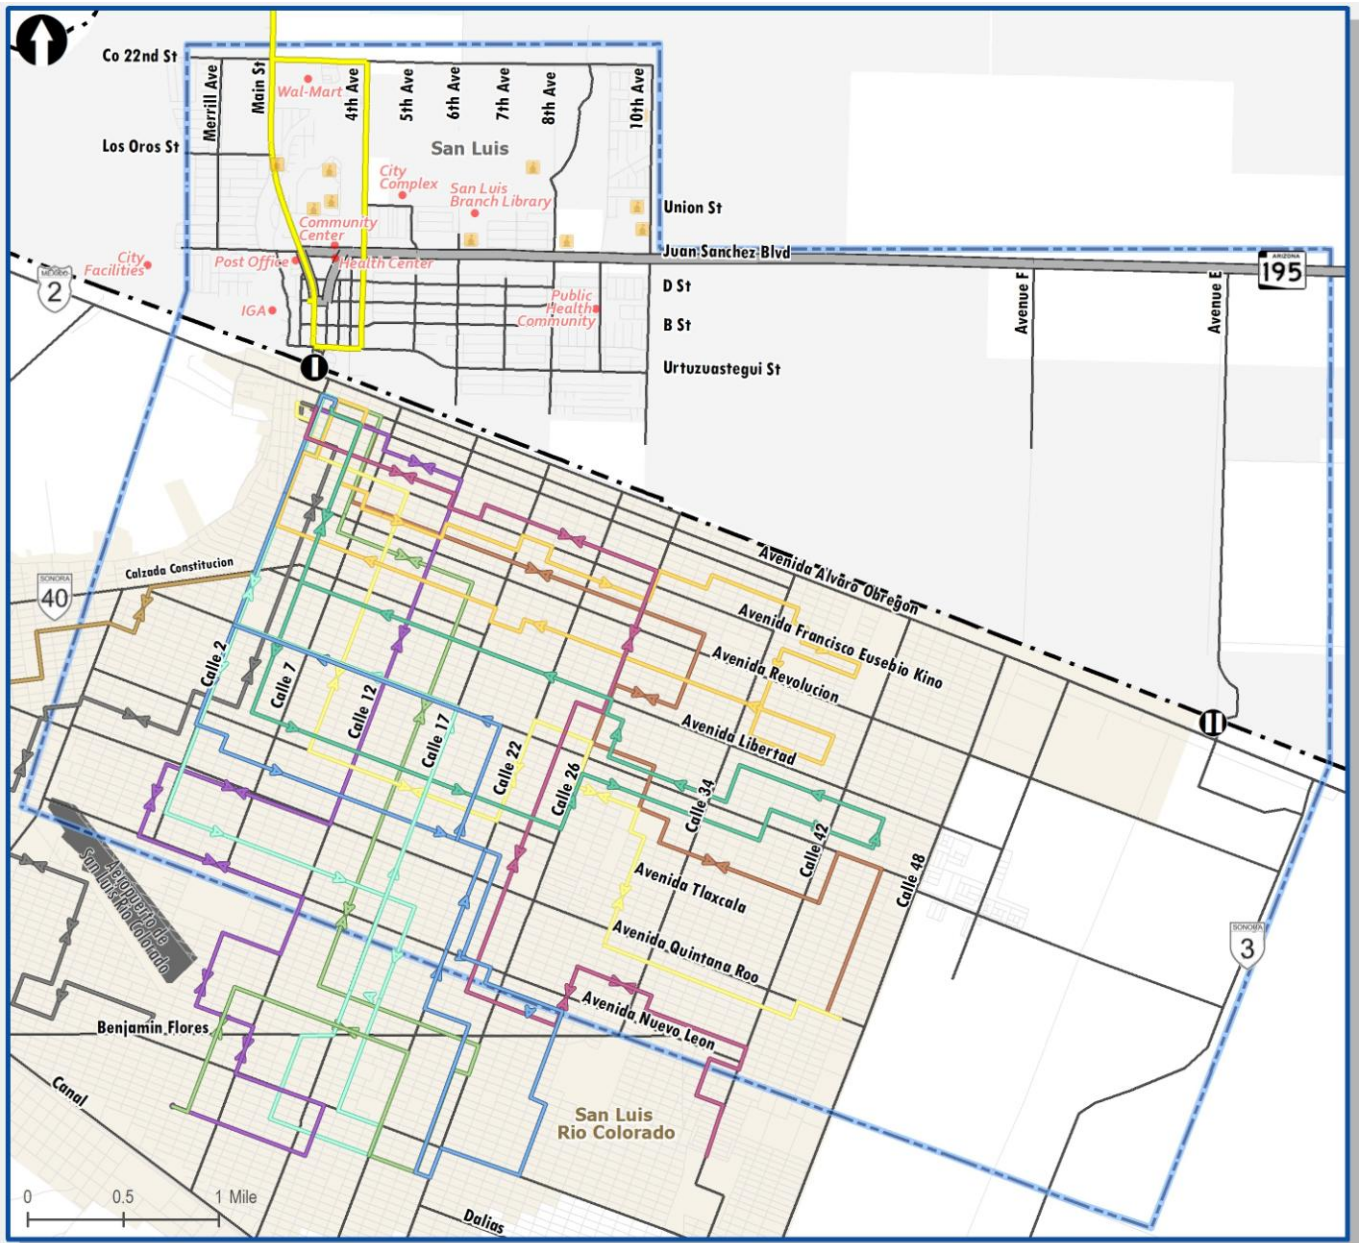 Co 22nd St
Merrill Ave
Main St
Wal-Mart
4th Ave
5th Ave
6th Ave
7th Ave
8th Ave
10th Ave
Los Oros St
San Luis
City
Complex
San Luis
Branch Library
Union St
Community
Center
Juan Sanchez Blvd
City
Facilities
Post Office
Health Center
ARIZONA
195
MEXICO
2
IGA
Public
Health
Community
D St
B St
Urtuzuastegui St
Avenue F
Avenue E
I
Calzada Constitucion
SONORA
40
Avenida Alvaro Obregon
Avenida Francisco Eusebio Kino
Avenida Revolucion
Avenida Libertad
Calle 2
Calle 7
Calle 12
Calle 17
Calle 22
Calle 26
Calle 34
Calle 42
Calle 48
II
Aeropuerto de
San Luis Rio Colorado
Avenida Tlaxcala
Avenida Quintana Roo
Avenida Nuevo Leon
SONORA
3
Benjamin Flores
Canal
San Luis
Rio Colorado
0 0.5 1 Mile
Dalias